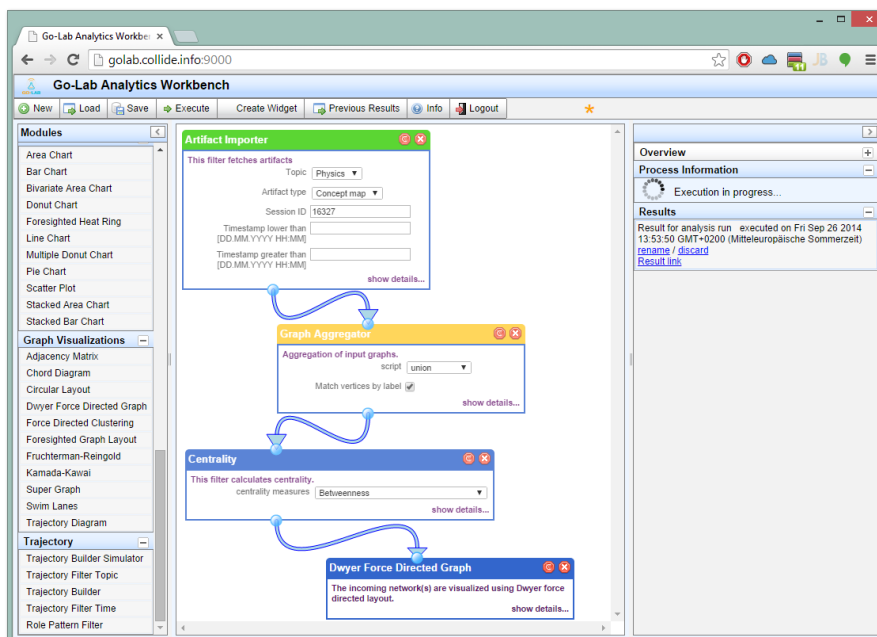 Go-Lab Analytics Workber
golab.collide.info:9000
Go-Lab Analytics Workbench
New Load Save Execute Create Widget Previous Results Info Logout
Modules
Area Chart
Bar Chart
Bivariate Area Chart
Donut Chart
Foresighted Heat Ring
Line Chart
Multiple Donut Chart
Pie Chart
Scatter Plot
Stacked Area Chart
Stacked Bar Chart
Graph Visualizations
Adjacency Matrix
Chord Diagram
Circular Layout
Dwyer Force Directed Graph
Force Directed Clustering
Foresighted Graph Layout
Fruchterman-Reingold
Kamada-Kawai
Super Graph
Swim Lanes
Trajectory Diagram
Trajectory
Trajectory Builder Simulator
Trajectory Filter Topic
Trajectory Builder
Trajectory Filter Time
Role Pattern Filter
Artifact Importer
This filter fetches artifacts
Topic Physics
Artifact type Concept map
Session ID 16327
Timestamp lower than
[DD.MM.YYYY HH:MM]
Timestamp greater than
[DD.MM.YYYY HH:MM]
show details...
Graph Aggregator
Aggregation of input graphs.
script union
Match vertices by label
show details...
Centrality
This filter calculates centrality.
centrality measures Betweenness
show details...
Dwyer Force Directed Graph
The incoming network(s) are visualized using Dwyer force
directed layout.
show details...
Overview
Process Information
Execution in progress...
Results
Result for analysis run executed on Fri Sep 26 2014
13:53:50 GMT+0200 (Mitteleuropäische Sommerzeit)
rename / discard
Result link